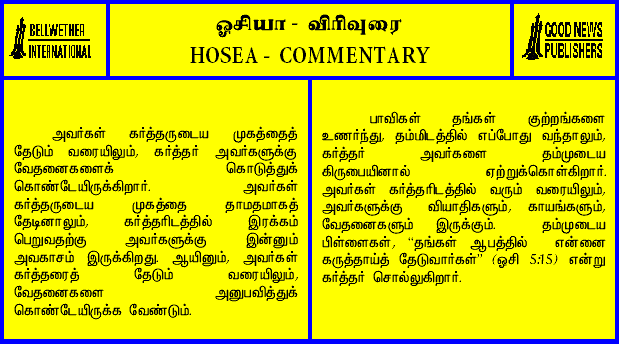 BELLWETHER
INTERNATIONAL
ஓசியா - விரிவுரை
HOSEA - COMMENTARY
GOOD NEWS
PUBLISHERS
அவர்கள் கர்த்தருடைய முகத்தைத்
தேடும் வரையிலும், கர்த்தர் அவர்களுக்கு
வேதனைகளைக் கொடுத்துக்
கொண்டேயிருக்கிறார். அவர்கள்
கர்த்தருடைய முகத்தை தாமதமாகத்
தேடினாலும், கர்த்தரிடத்தில் இரக்கம்
பெறுவதற்கு அவர்களுக்கு இன்னும்
அவகாசம் இருக்கிறது. ஆயினும், அவர்கள்
கர்த்தரைத் தேடும் வரையிலும்,
வேதனைகளை அனுபவித்துக்
கொண்டேயிருக்க வேண்டும்.
பாவிகள் தங்கள் குற்றங்களை
உணர்ந்து, தம்மிடத்தில் எப்போது வந்தாலும்,
கர்த்தர் அவர்களை தம்முடைய
கிருபையினால் ஏற்றுக்கொள்கிறார்.
அவர்கள் கர்த்தரிடத்தில் வரும் வரையிலும்,
அவர்களுக்கு வியாதிகளும், காயங்களும்,
வேதனைகளும் இருக்கும். தம்முடைய
பிள்ளைகள், “தங்கள் ஆபத்தில் என்னை
கருத்தாய்த் தேடுவார்கள்” (ஓசி 5:15) என்று
கர்த்தர் சொல்லுகிறார்.